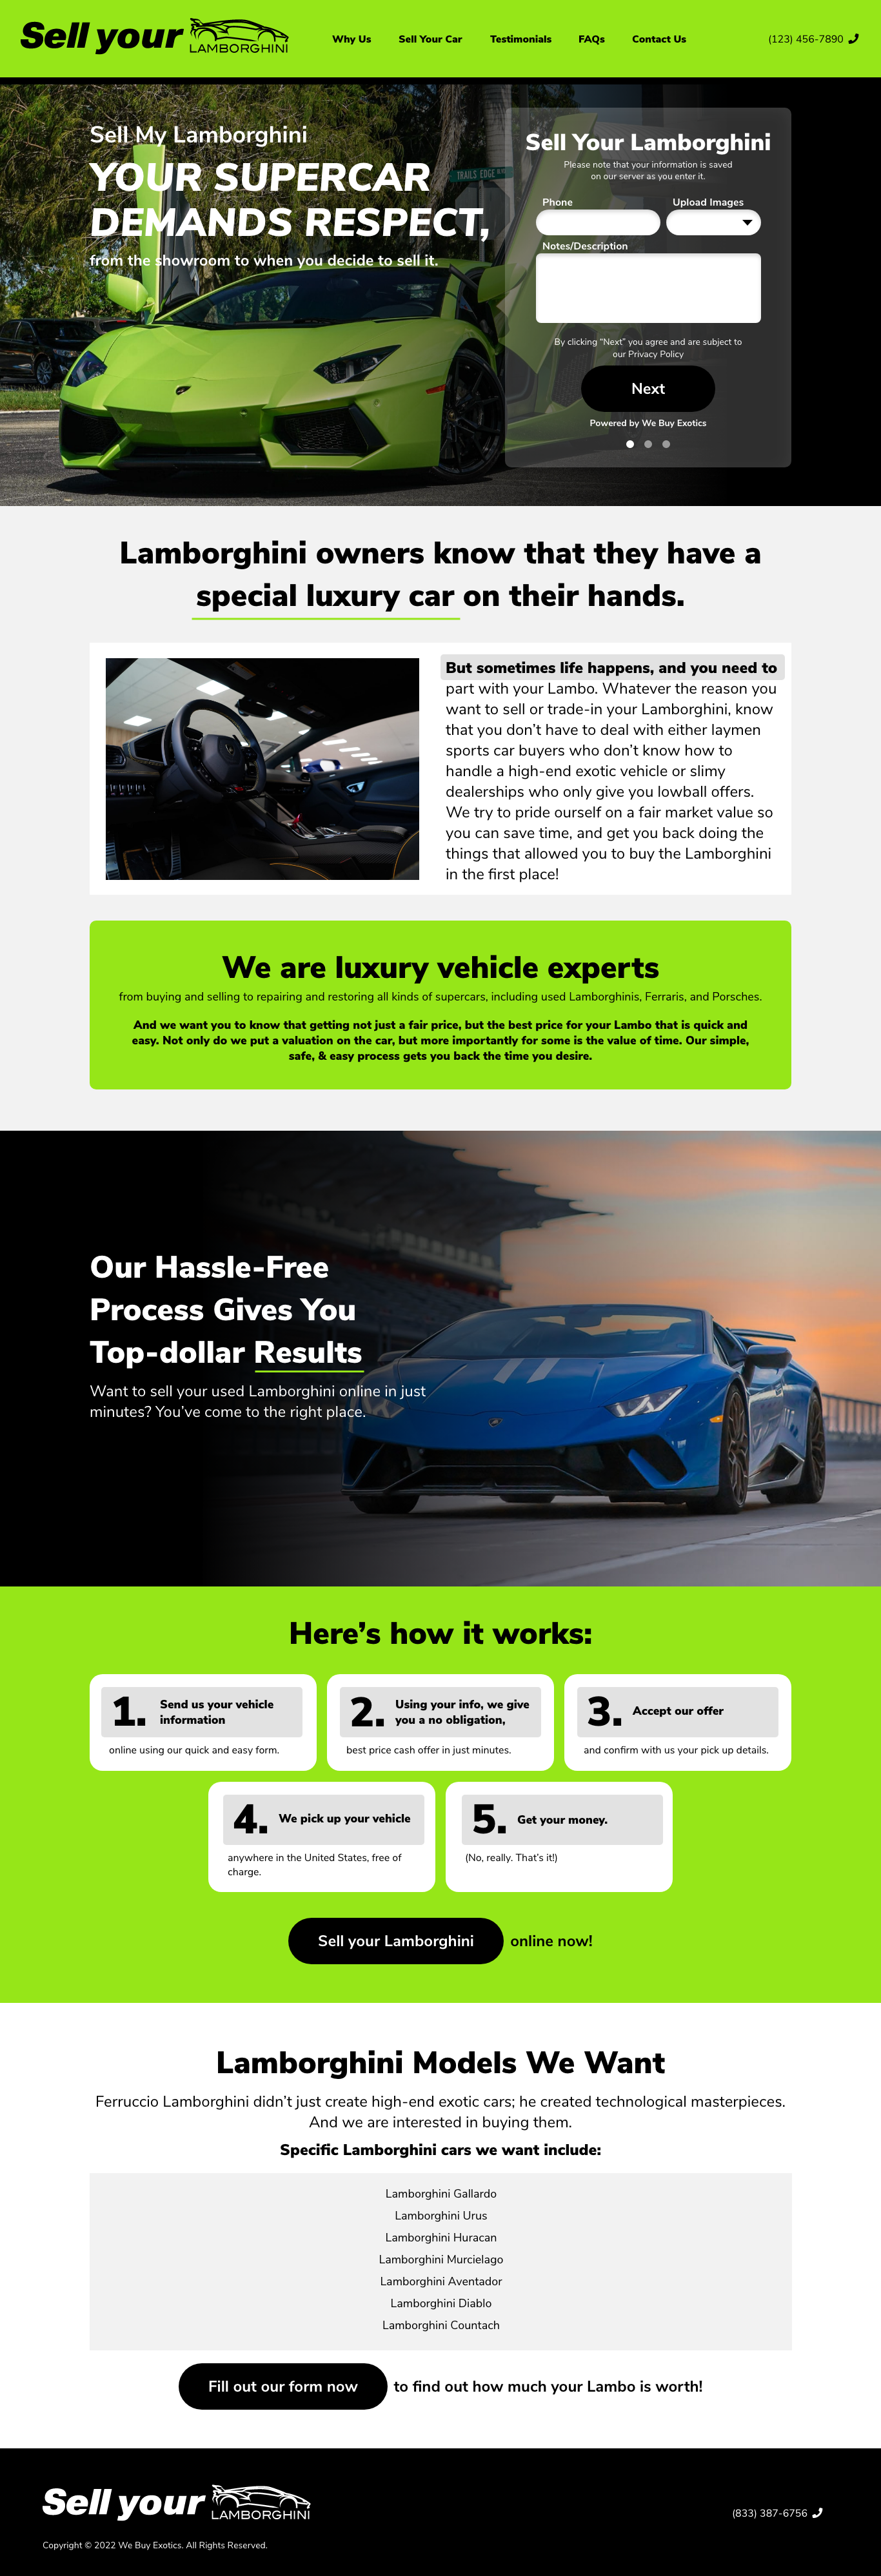 Sell your LAMBORGHINI
Why Us
Sell Your Car
Testimonials
FAQs
Contact Us
(123) 456-7890
Sell My Lamborghini
YOUR SUPERCAR
DEMANDS RESPECT,
from the showroom to when you decide to sell it.
TRAILS EDGE
Sell Your Lamborghini
Please note that your information is saved
on our server as you enter it.
Phone
Upload Images
Notes/Description
By clicking “Next” you agree and are subject to
our Privacy Policy
Next
Powered by We Buy Exotics
Lamborghini owners know that they have a
special luxury car on their hands.
But sometimes life happens, and you need to
part with your Lambo. Whatever the reason you
want to sell or trade-in your Lamborghini, know
that you don’t have to deal with either laymen
sports car buyers who don’t know how to
handle a high-end exotic vehicle or slimy
dealerships who only give you lowball offers.
We try to pride ourself on a fair market value so
you can save time, and get you back doing the
things that allowed you to buy the Lamborghini
in the first place!
We are luxury vehicle experts
from buying and selling to repairing and restoring all kinds of supercars, including used Lamborghinis, Ferraris, and Porsches.
And we want you to know that getting not just a fair price, but the best price for your Lambo that is quick and
easy. Not only do we put a valuation on the car, but more importantly for some is the value of time. Our simple,
safe, & easy process gets you back the time you desire.
Our Hassle-Free
Process Gives You
Top-dollar Results
Want to sell your used Lamborghini online in just
minutes? You’ve come to the right place.
Here’s how it works:
1. Send us your vehicle
information
online using our quick and easy form.
2. Using your info, we give
you a no obligation,
best price cash offer in just minutes.
3. Accept our offer
and confirm with us your pick up details.
4. We pick up your vehicle
anywhere in the United States, free of
charge.
5. Get your money.
(No, really. That’s it!)
Sell your Lamborghini online now!
Lamborghini Models We Want
Ferruccio Lamborghini didn’t just create high-end exotic cars; he created technological masterpieces.
And we are interested in buying them.
Specific Lamborghini cars we want include:
Lamborghini Gallardo
Lamborghini Urus
Lamborghini Huracan
Lamborghini Murcielago
Lamborghini Aventador
Lamborghini Diablo
Lamborghini Countach
Fill out our form now to find out how much your Lambo is worth!
Sell your LAMBORGHINI
(833) 387-6756
Copyright © 2022 We Buy Exotics. All Rights Reserved.